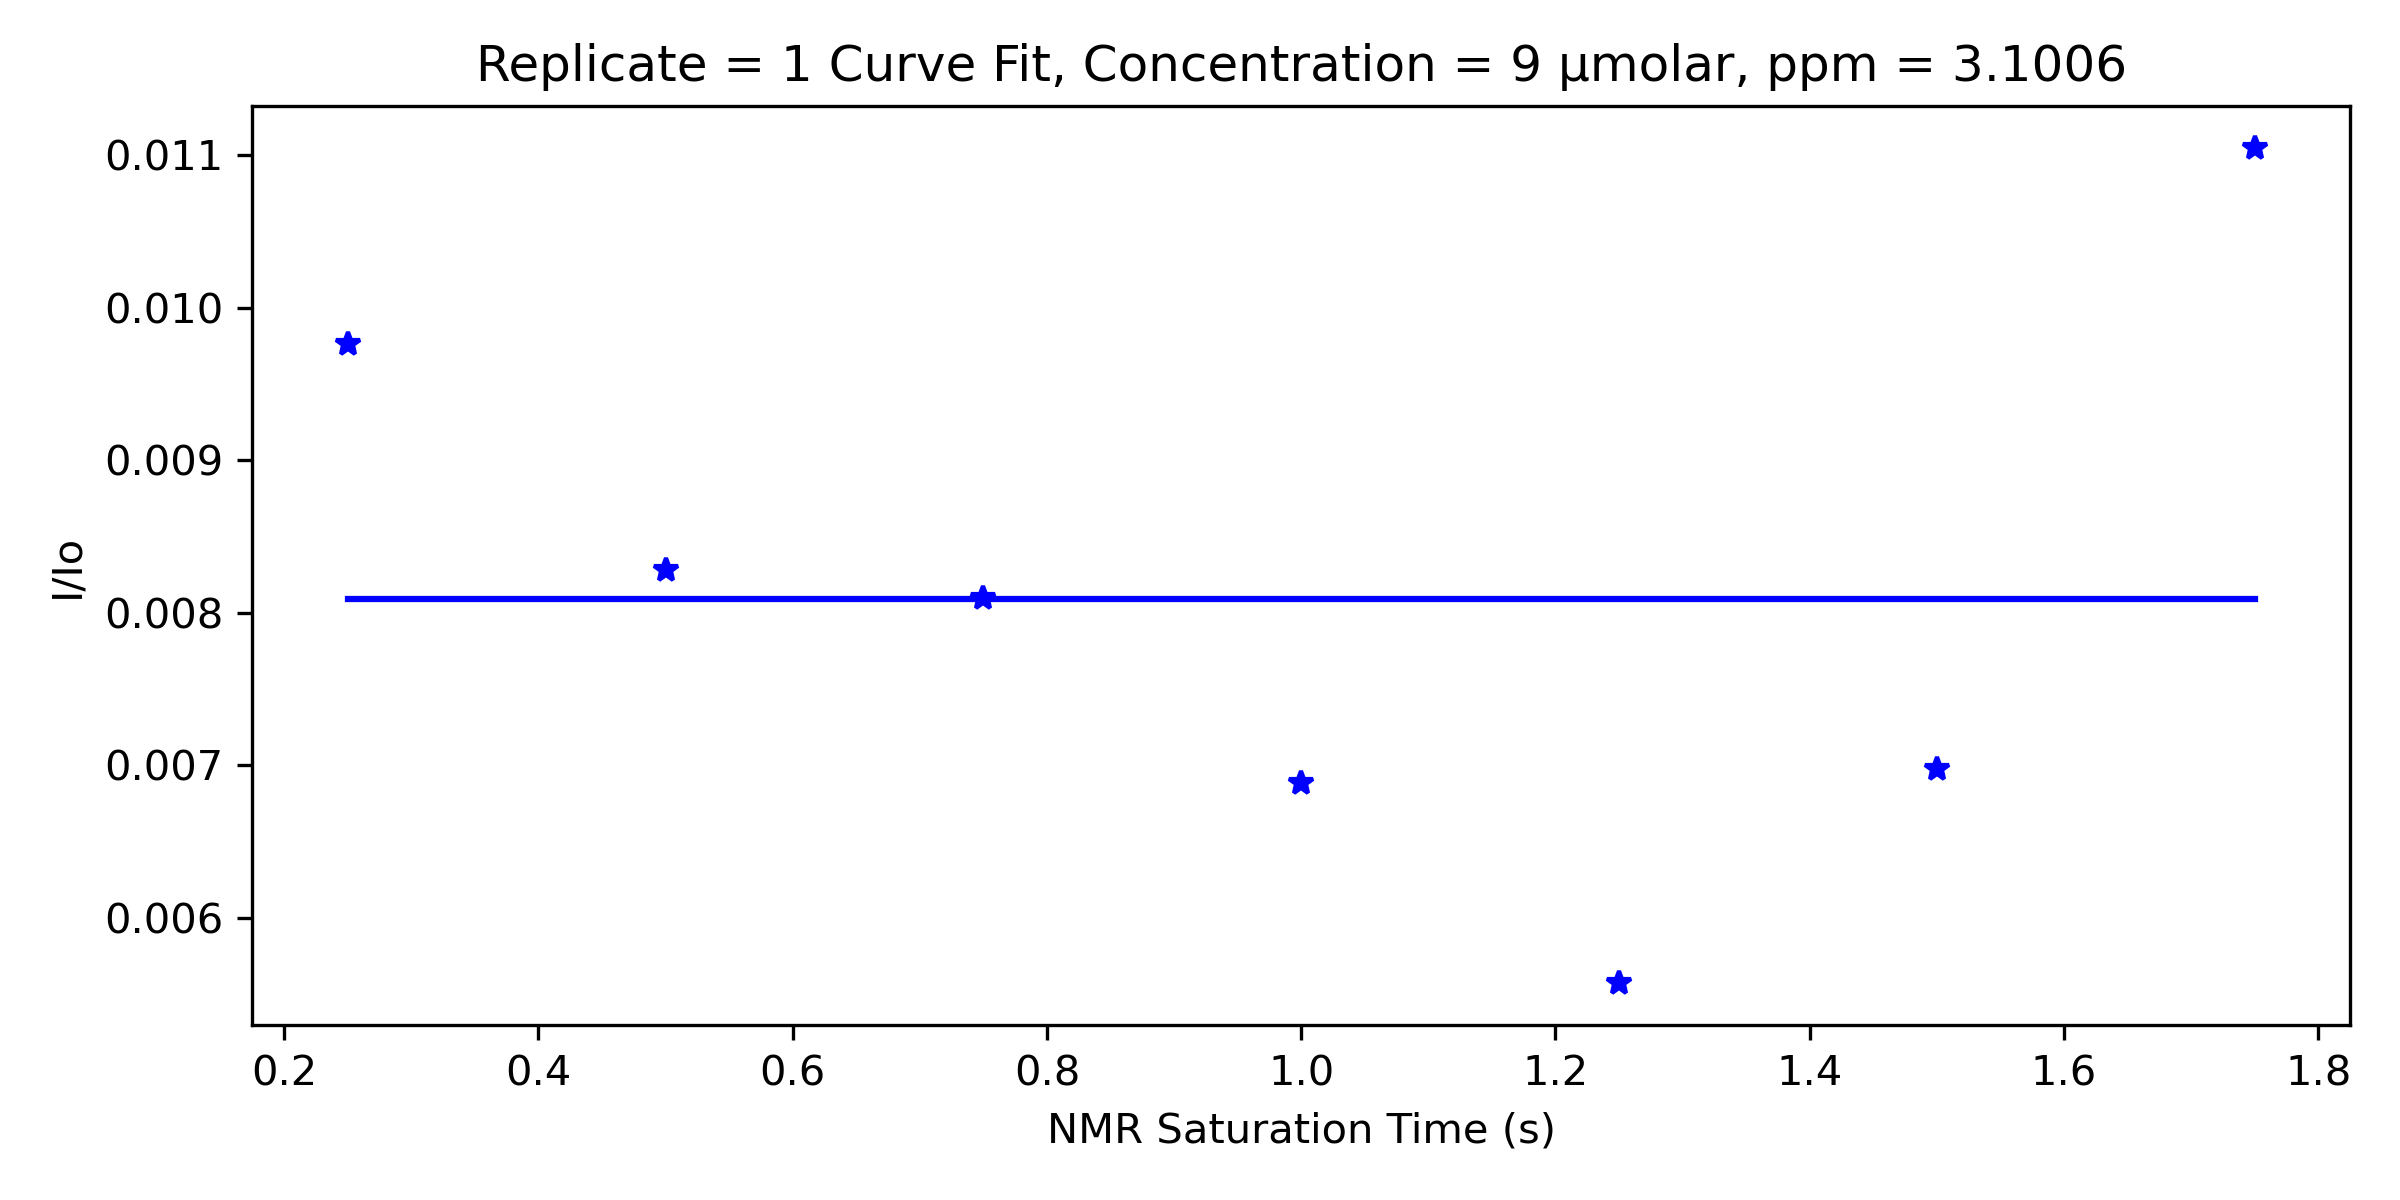 Replicate = 1 Curve Fit, Concentration = 9 µmolar, ppm = 3.1006
0.011
0.010
0.009
0.008
0.007
0.006
I/Io
0.2 0.4 0.6 0.8 1.0 1.2 1.4 1.6 1.8
NMR Saturation Time (s)